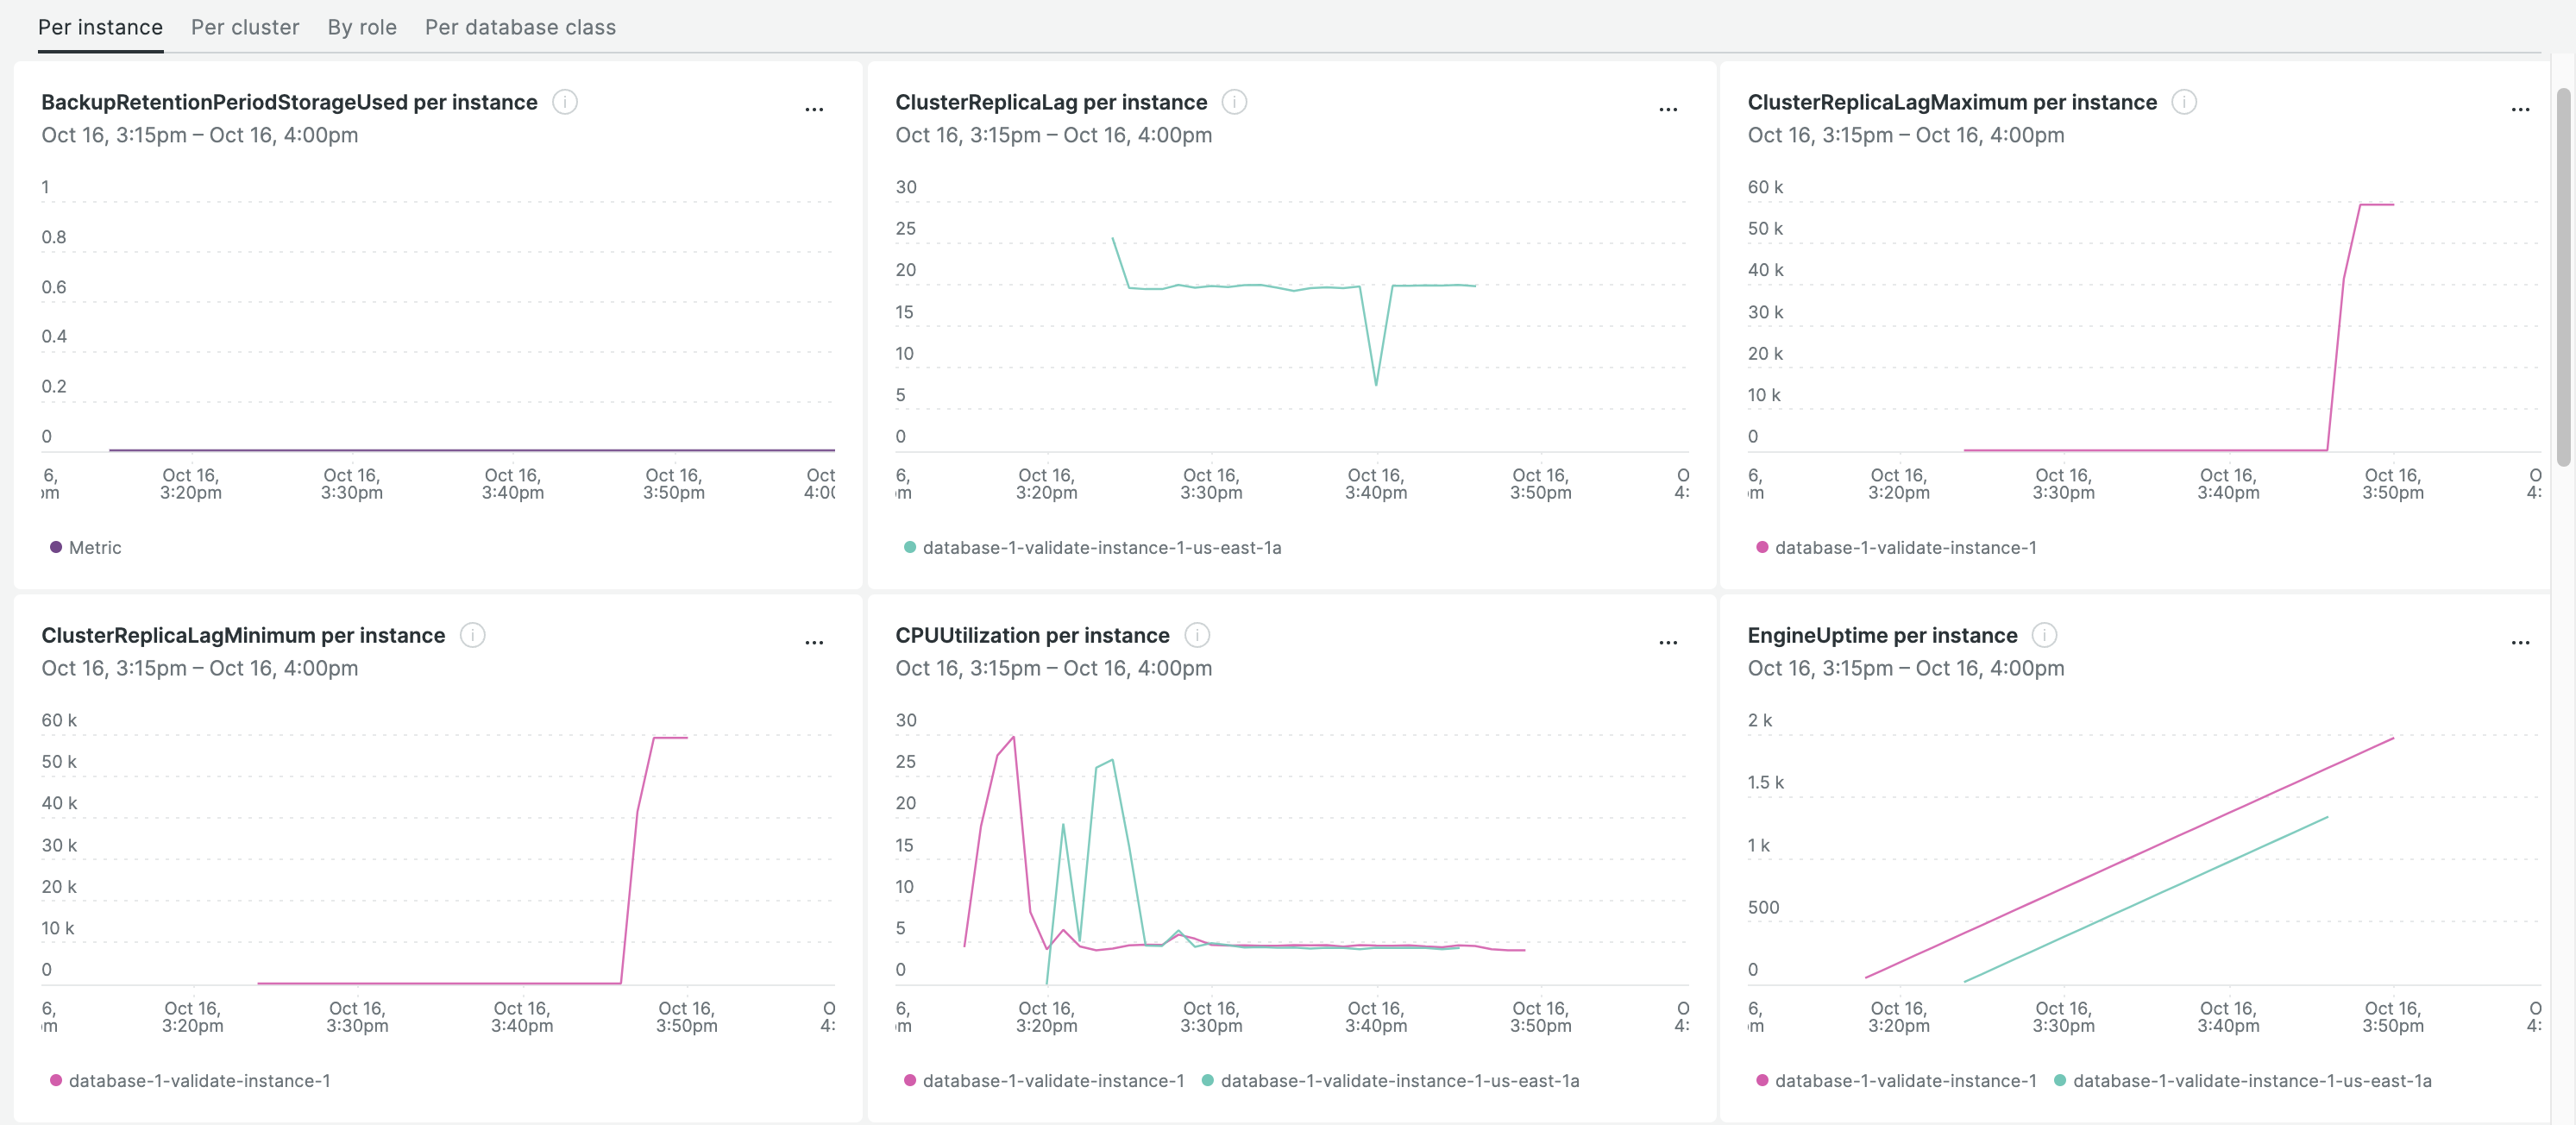 Per instance Per cluster By role Per database class
BackupRetentionPeriodStorageUsed per instance
Oct 16, 3:15pm – Oct 16, 4:00pm
1
0.8
0.6
0.4
0.2
0
6, Oct 16, Oct 16, Oct 16, Oct 16, Oct
3:20pm 3:30pm 3:40pm 3:50pm
Metric
ClusterReplicaLag per instance
Oct 16, 3:15pm – Oct 16, 4:00pm
30
25
20
15
10
5
0
6, Oct 16, Oct 16, Oct 16, Oct 16, O
3:20pm 3:30pm 3:40pm 3:50pm 4:
database-1-validate-instance-1-us-east-1a
ClusterReplicaLagMaximum per instance
Oct 16, 3:15pm – Oct 16, 4:00pm
60 k
50 k
40 k
30 k
20 k
10 k
0
6, Oct 16, Oct 16, Oct 16, Oct 16, O
3:20pm 3:30pm 3:40pm 3:50pm 4:
database-1-validate-instance-1
ClusterReplicaLagMinimum per instance
Oct 16, 3:15pm – Oct 16, 4:00pm
60 k
50 k
40 k
30 k
20 k
10 k
0
6, Oct 16, Oct 16, Oct 16, Oct 16, O
3:20pm 3:30pm 3:40pm 3:50pm 4:
database-1-validate-instance-1
CPUUtilization per instance
Oct 16, 3:15pm – Oct 16, 4:00pm
30
25
20
15
10
5
0
6, Oct 16, Oct 16, Oct 16, Oct 16, O
3:20pm 3:30pm 3:40pm 3:50pm 4:
database-1-validate-instance-1 database-1-validate-instance-1-us-east-1a
EngineUptime per instance
Oct 16, 3:15pm – Oct 16, 4:00pm
2 k
1.5 k
1 k
500
0
6, Oct 16, Oct 16, Oct 16, Oct 16, O
3:20pm 3:30pm 3:40pm 3:50pm 4:
database-1-validate-instance-1 database-1-validate-instance-1-us-east-1a